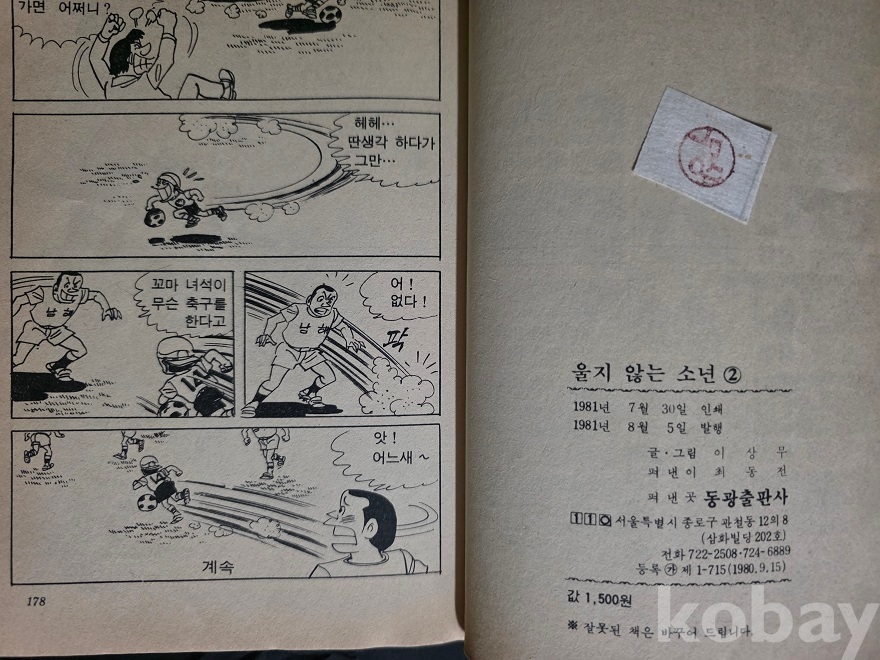 가면 어쩌니?
헤헤…
딴생각 하다가
그만…
꼬마 녀석이
무슨 축구를
한다고
남해
어!
없다!
남해
팍
앗!
어느새~
계속
178
울지 않는 소년 ②
1981년 7월 30일 인쇄
1981년 8월 5일 발행
글·그림 이 상 무
펴낸이 최 동 전
펴낸곳 동광출판사
110 서울특별시 종로구 관철동 12의 8
(삼화빌딩 202호)
전화 722-2508·724-6889
등록 ㉮ 제 1-715 (1980.9.15)
값 1,500원
※ 잘못된 책은 바꾸어 드립니다.
kobay